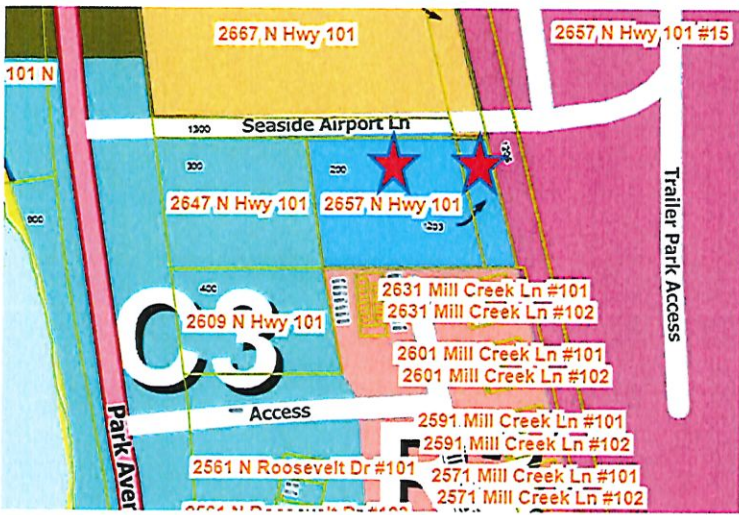 2667 N Hwy 101
2657 N Hwy 101 #15
101 N
1300
Seaside Airport Ln
300
200
2647 N Hwy 101
2657 N Hwy 101
Trailer Park Access
400
2631 Mill Creek Ln #101
2631 Mill Creek Ln #102
C3
2609 N Hwy 101
2601 Mill Creek Ln #101
2601 Mill Creek Ln #102
Access
Park Aven
2591 Mill Creek Ln #101
2591 Mill Creek Ln #102
2561 N Roosevelt Dr #101
2571 Mill Creek Ln #101
2571 Mill Creek Ln #102